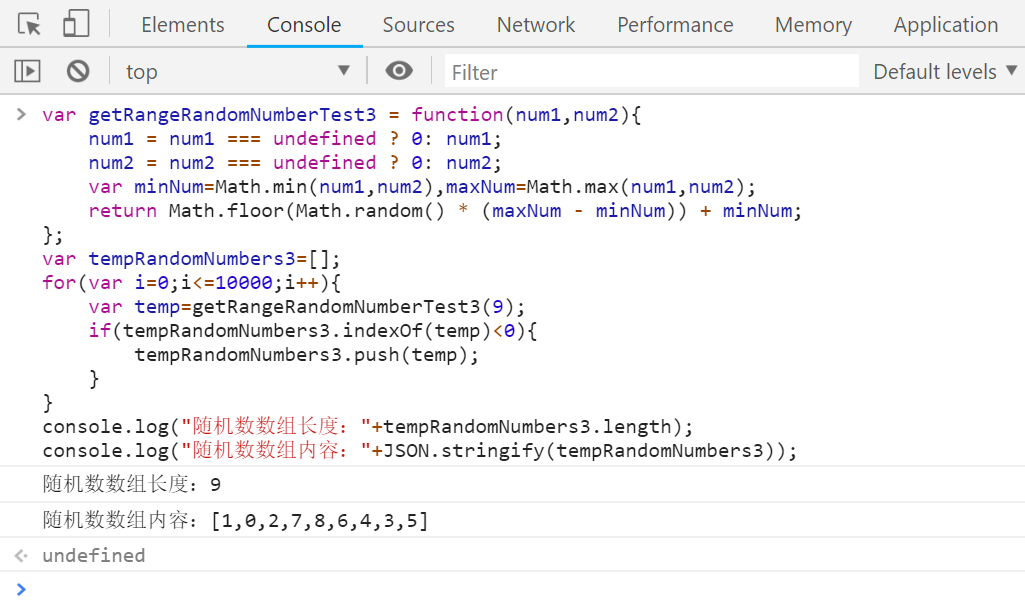 Elements Console Sources Network Performance Memory Application
top Filter Default levels
var getRangeRandomNumberTest3 = function(num1,num2){
    num1 = num1 === undefined ? 0: num1;
    num2 = num2 === undefined ? 0: num2;
    var minNum=Math.min(num1,num2),maxNum=Math.max(num1,num2);
    return Math.floor(Math.random() * (maxNum - minNum)) + minNum;
};
var tempRandomNumbers3=[];
for(var i=0;i<=10000;i++){
    var temp=getRangeRandomNumberTest3(9);
    if(tempRandomNumbers3.indexOf(temp)<0){
        tempRandomNumbers3.push(temp);
    }
}
console.log("随机数数组长度："+tempRandomNumbers3.length);
console.log("随机数数组内容："+JSON.stringify(tempRandomNumbers3));
随机数数组长度：9
随机数数组内容：[1,0,2,7,8,6,4,3,5]
undefined